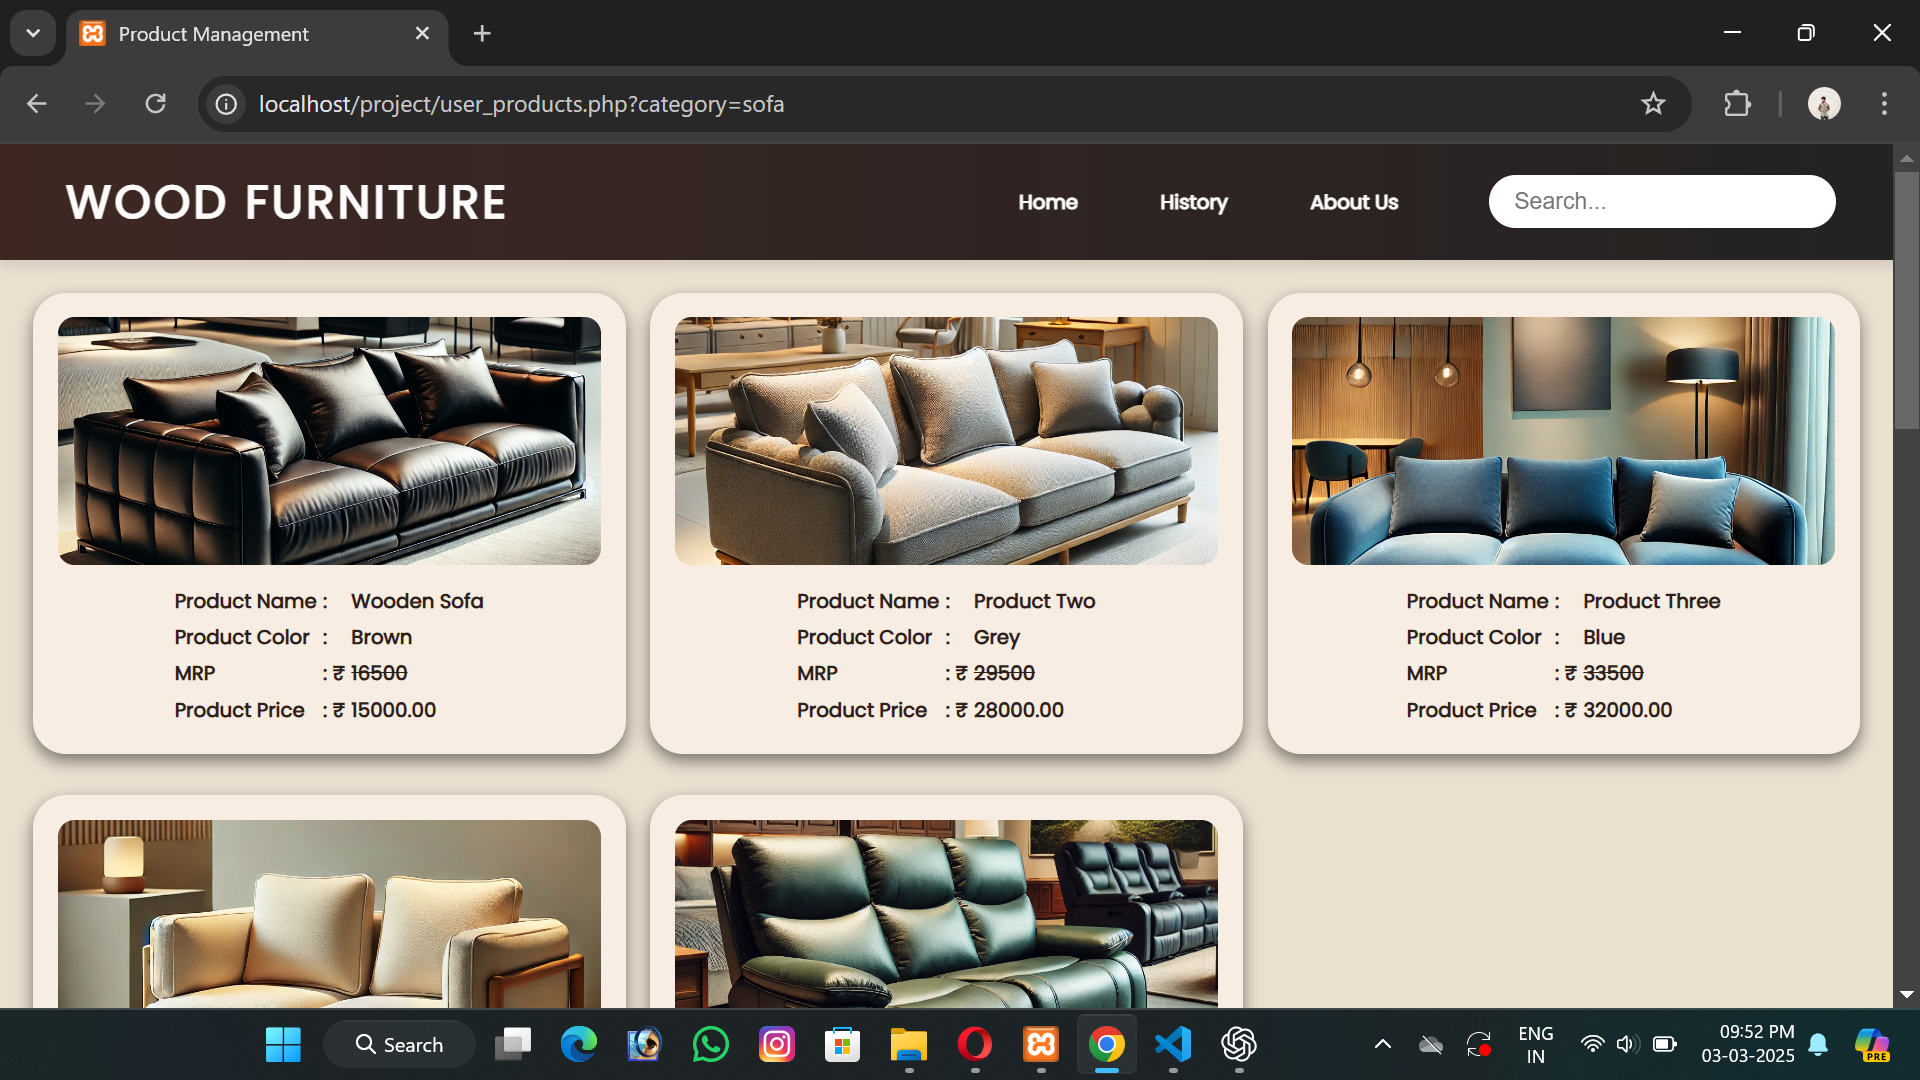 Product Management
localhost/project/user_products.php?category=sofa
WOOD FURNITURE
Home
History
About Us
Search...
Product Name : Wooden Sofa
Product Color : Brown
MRP : ₹ 16500
Product Price : ₹ 15000.00
Product Name : Product Two
Product Color : Grey
MRP : ₹ 29500
Product Price : ₹ 28000.00
Product Name : Product Three
Product Color : Blue
MRP : ₹ 33500
Product Price : ₹ 32000.00
Search
ENG
IN
09:52 PM
03-03-2025
PRE